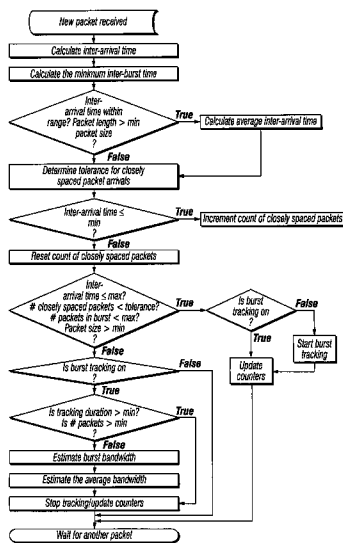 New packet received
Calculate inter-arrival time
Calculate the minimum inter-burst time
Inter-
arrival time within
range? Packet length > min
packet size
?
True
Calculate average inter-arrival time
False
Determine tolerance for closely
spaced packet arrivals
Inter-arrival time ≤
min
?
True
Increment count of closely spaced packets
False
Reset count of closely spaced packets
Inter-
arrival time ≤ max?
# closely spaced packets < tolerance?
# packets in burst < max?
Packet size > min
?
True
Is burst
tracking on
?
False
True
Start burst
tracking
Update
counters
False
Is burst tracking on
?
False
True
Is tracking duration > min?
Is # packets > min
?
True
False
Estimate burst bandwidth
Estimate the average bandwidth
Stop tracking/update counters
Wait for another packet